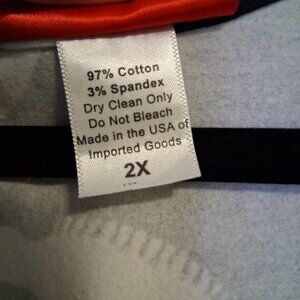 97% Cotton
3% Spandex
Dry Clean Only
Do Not Bleach
Made in the USA of
Imported Goods
2X